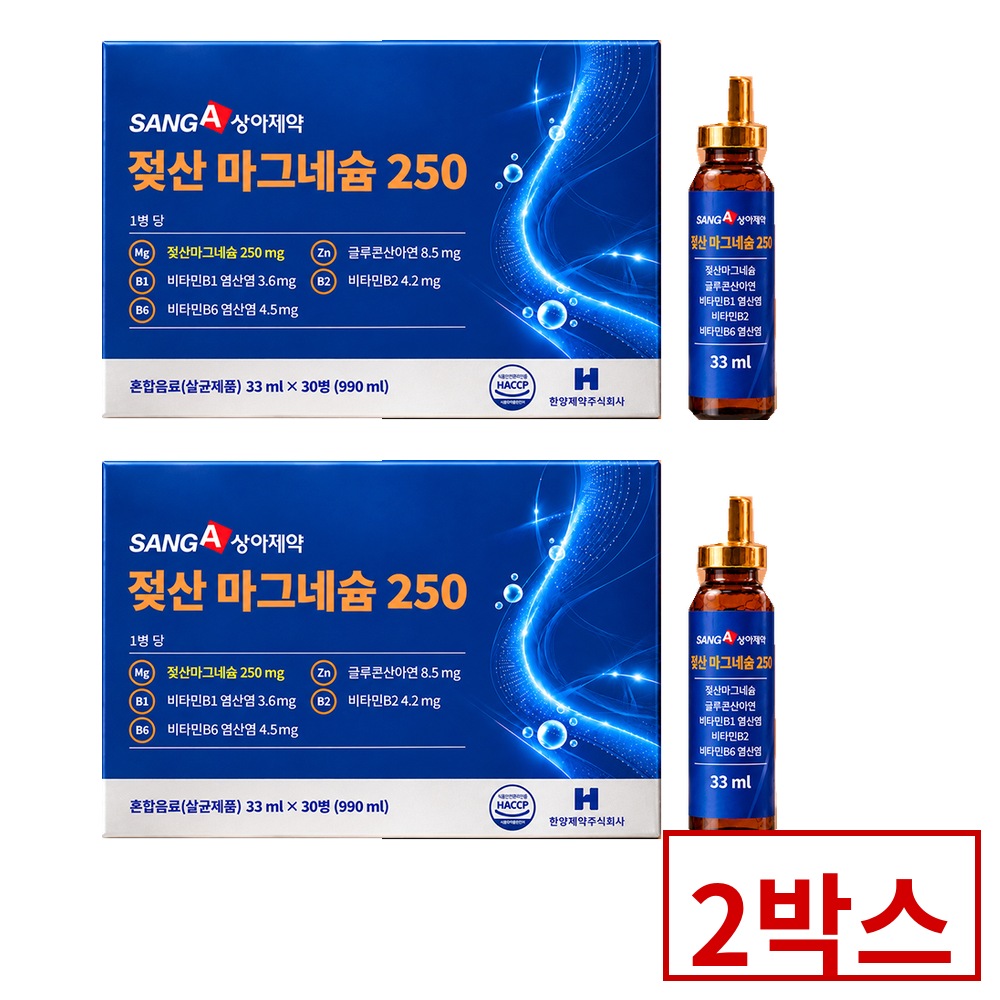 SANGA 상아제약
젖산 마그네슘 250
1병 당
Mg 젖산마그네슘 250 mg Zn 글루콘산아연 8.5 mg
B1 비타민B1 염산염 3.6mg B2 비타민B2 4.2 mg
B6 비타민B6 염산염 4.5mg
혼합음료(살균제품) 33 ml × 30병 (990 ml)
HACCP
한양제약주식회사
SANGA 상아제약
젖산 마그네슘 250
젖산마그네슘
글루콘산아연
비타민B1 염산염
비타민B2
비타민B6 염산염
33 ml
SANGA 상아제약
젖산 마그네슘 250
1병 당
Mg 젖산마그네슘 250 mg Zn 글루콘산아연 8.5 mg
B1 비타민B1 염산염 3.6mg B2 비타민B2 4.2 mg
B6 비타민B6 염산염 4.5mg
혼합음료(살균제품) 33 ml × 30병 (990 ml)
HACCP
한양제약주식회사
SANGA 상아제약
젖산 마그네슘 250
젖산마그네슘
글루콘산아연
비타민B1 염산염
비타민B2
비타민B6 염산염
33 ml
2박스